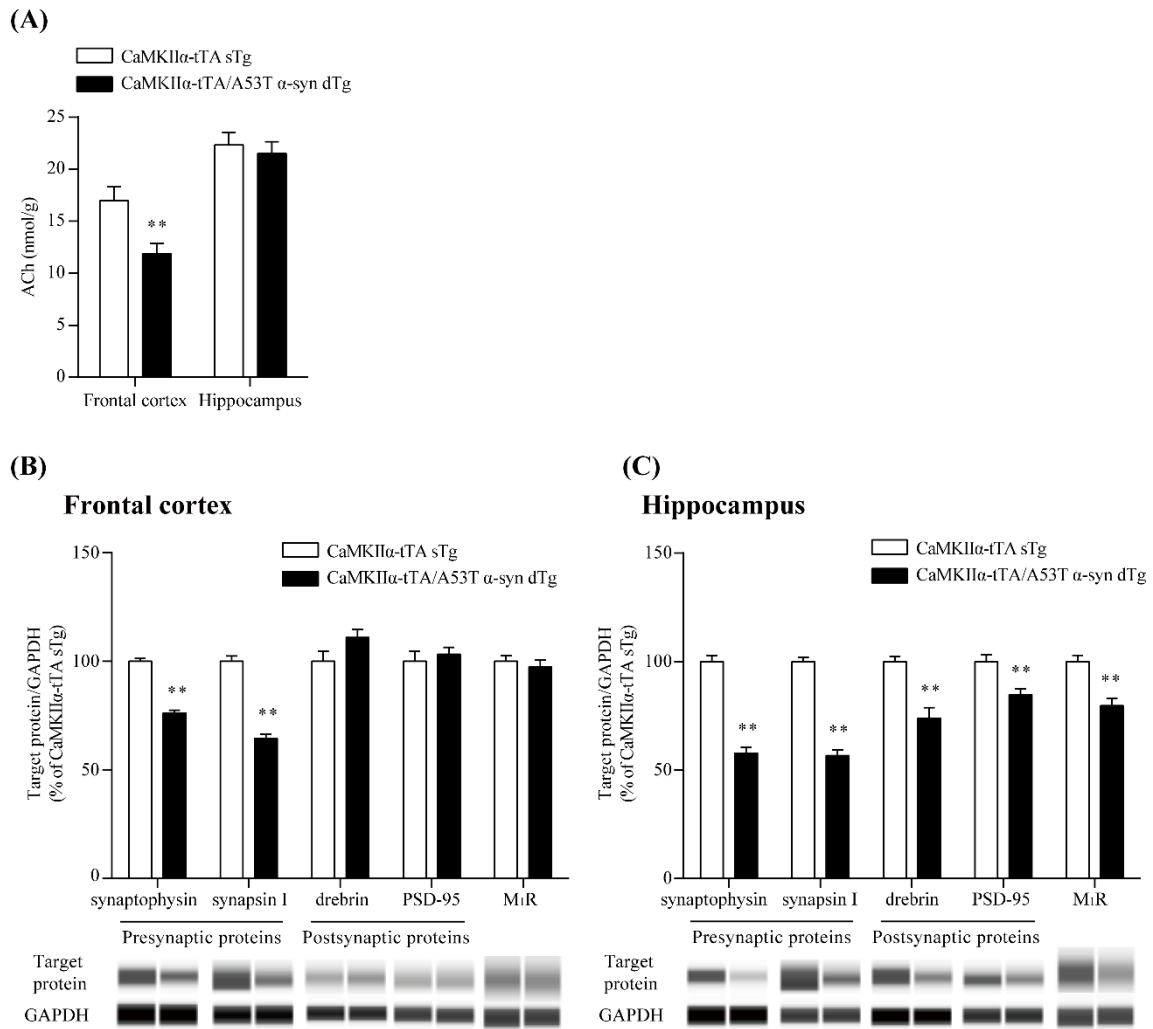 (A)
CaMKIIα-tTA sTg
CaMKIIα-tTA/A53T α-syn dTg
25
20
15
10
5
0
ACh (nmol/g)
**
Frontal cortex Hippocampus
(B)
Frontal cortex
CaMKIIα-tTA sTg
CaMKIIα-tTA/A53T α-syn dTg
150
100
50
0
Target protein/GAPDH
(% of CaMKIIα-tTA sTg)
** **
synaptophysin synapsin I drebrin PSD-95 M₁R
Presynaptic proteins Postsynaptic proteins
Target
protein
GAPDH
(C)
Hippocampus
CaMKIIα-tTA sTg
CaMKIIα-tTA/A53T α-syn dTg
150
100
50
0
Target protein/GAPDH
(% of CaMKIIα-tTA sTg)
** ** ** ** **
synaptophysin synapsin I drebrin PSD-95 M₁R
Presynaptic proteins Postsynaptic proteins
Target
protein
GAPDH